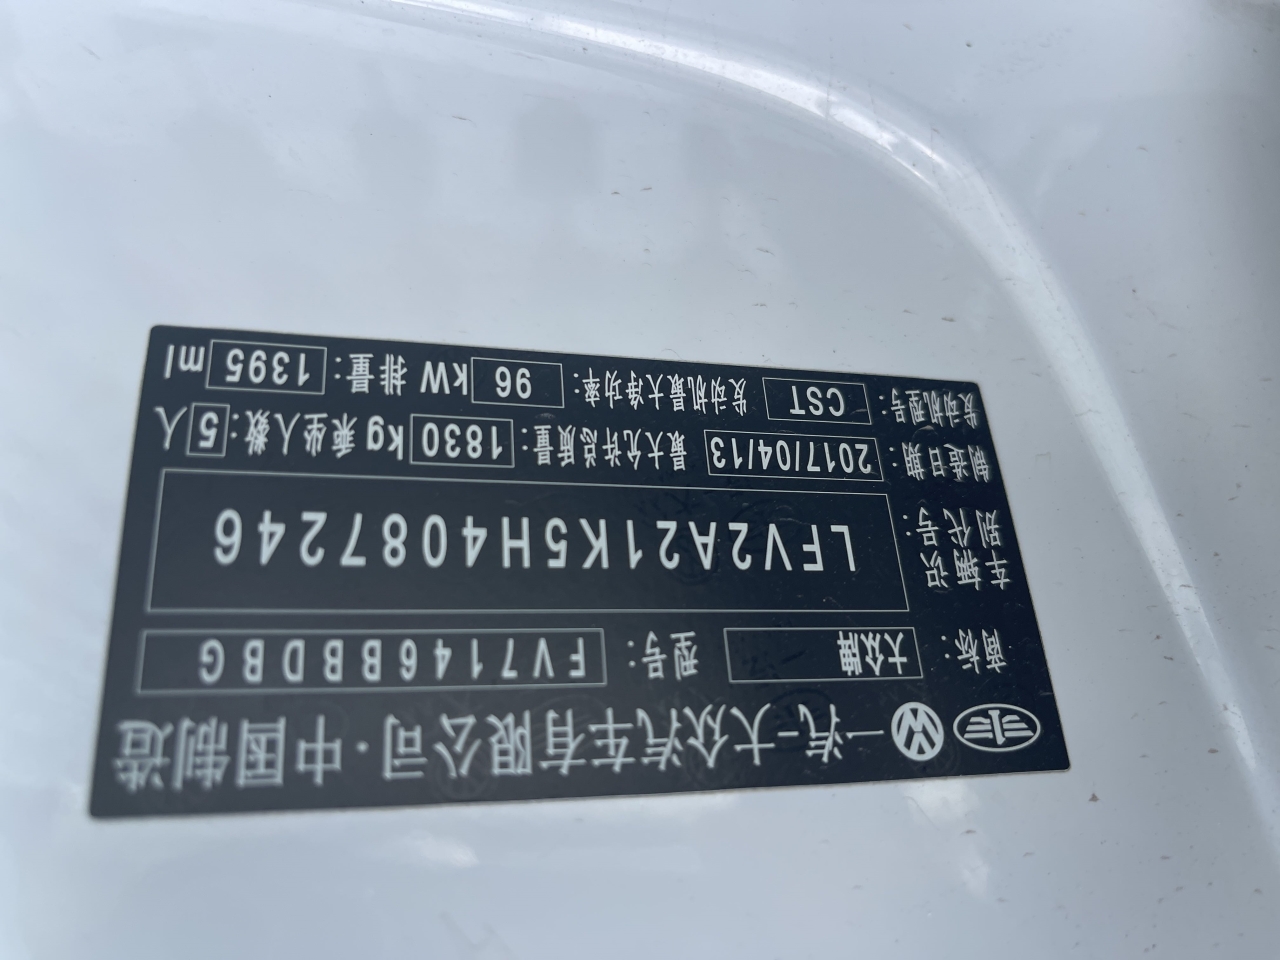 一汽-大众汽车有限公司·中国制造
商标: 大众牌 型号: FV7146BBDBG
车辆识别代号: LFV2A21K5H4087246
制造日期: 2017/04/13 最大允许总质量: 1830 kg 乘坐人数: 5 人
发动机型号: CST 发动机最大净功率: 96 kW 排量: 1395 ml